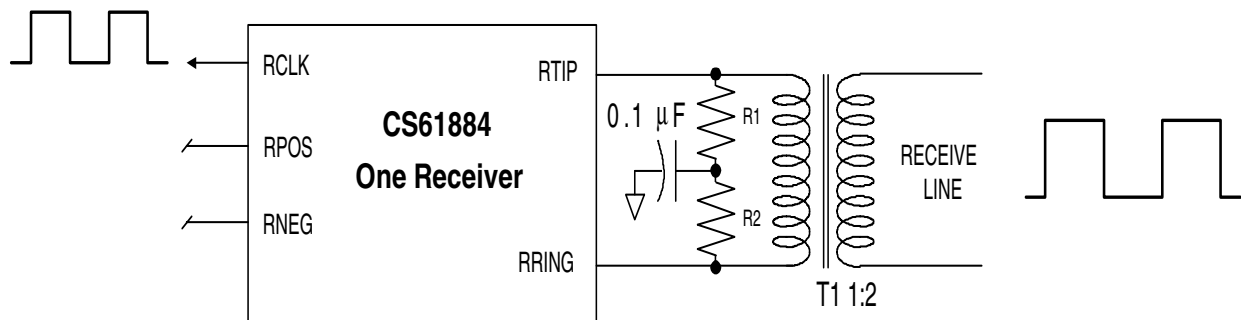 RCLK
RPOS
RNEG
CS61884
One Receiver
RTIP
RRING
0.1 μF
R1
R2
T1 1:2
RECEIVE
LINE